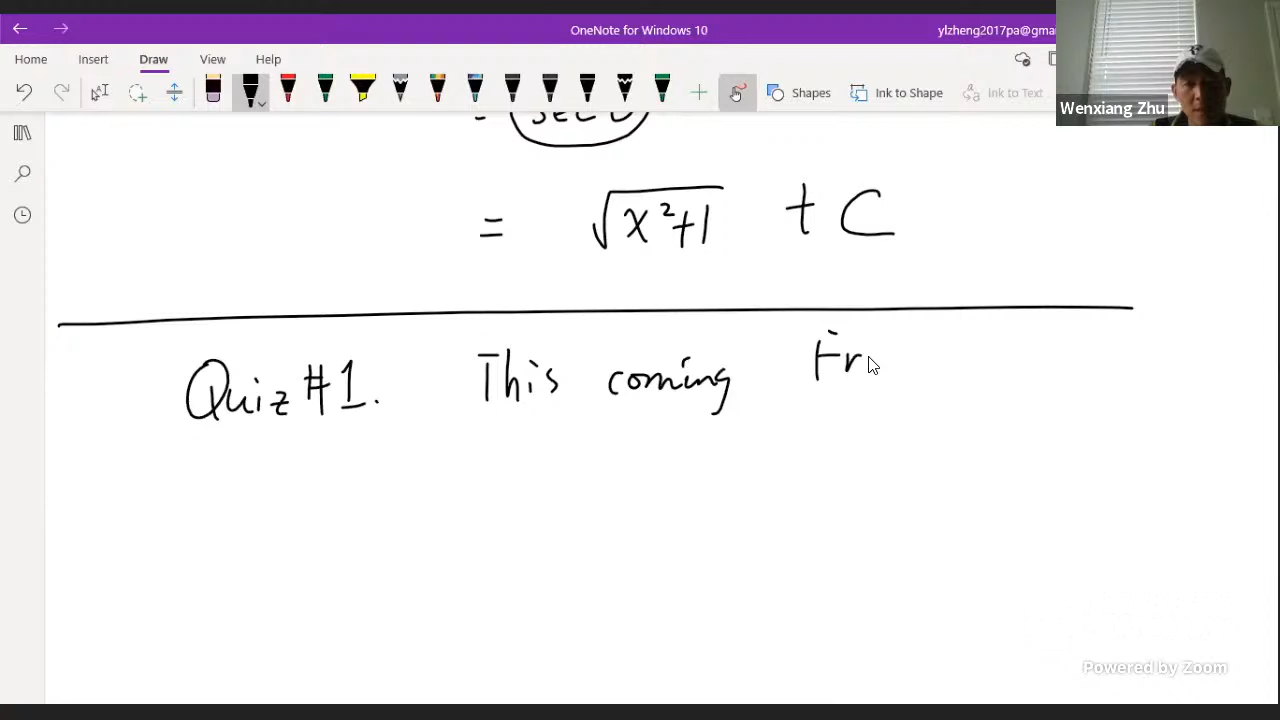 OneNote for Windows 10
ylzheng2017pa@gma
Home Insert Draw View Help
Shapes Ink to Shape Ink to Text
Wenxiang Zhu
= sec t
= √x²+1 + C
Quiz #1. This coming Fr
Powered by Zoom